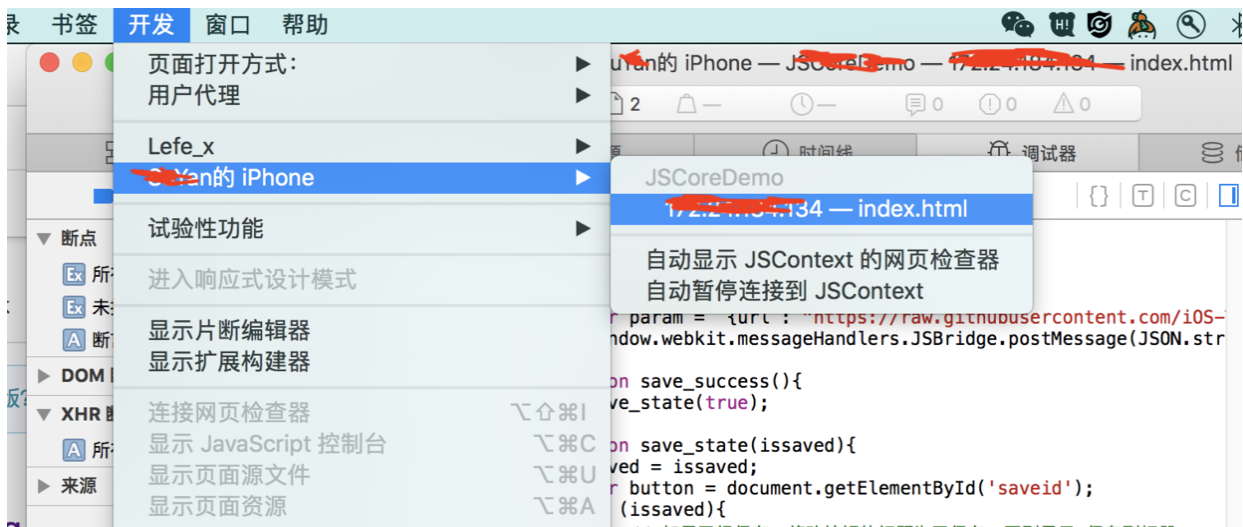 书签 开发 窗口 帮助
的 iPhone — — index.html
页面打开方式：
用户代理
2 — — 0 0 0
Lefe_x
时间线 调试器
an的 iPhone
JSCoreDemo
34 — index.html
{} T C
试验性功能
断点
自动显示 JSContext 的网页检查器
Ex
进入响应式设计模式
自动暂停连接到 JSContext
Ex
param = "{url : "https://raw.githubusercontent.com/iOS-
显示片断编辑器
ndow.webkit.messageHandlers.JSBridge.postMessage(JSON.str
A
显示扩展构建器
DOM
on save_success(){
XHR
连接网页检查器 ⌥⇧⌘I
ve_state(true);
显示 JavaScript 控制台 ⌥⌘C
A
on save_state(issaved){
显示页面源文件 ⌥⌘U
ved = issaved;
来源
r button = document.getElementById('saveid');
显示页面资源 ⌥⌘A
(issaved){